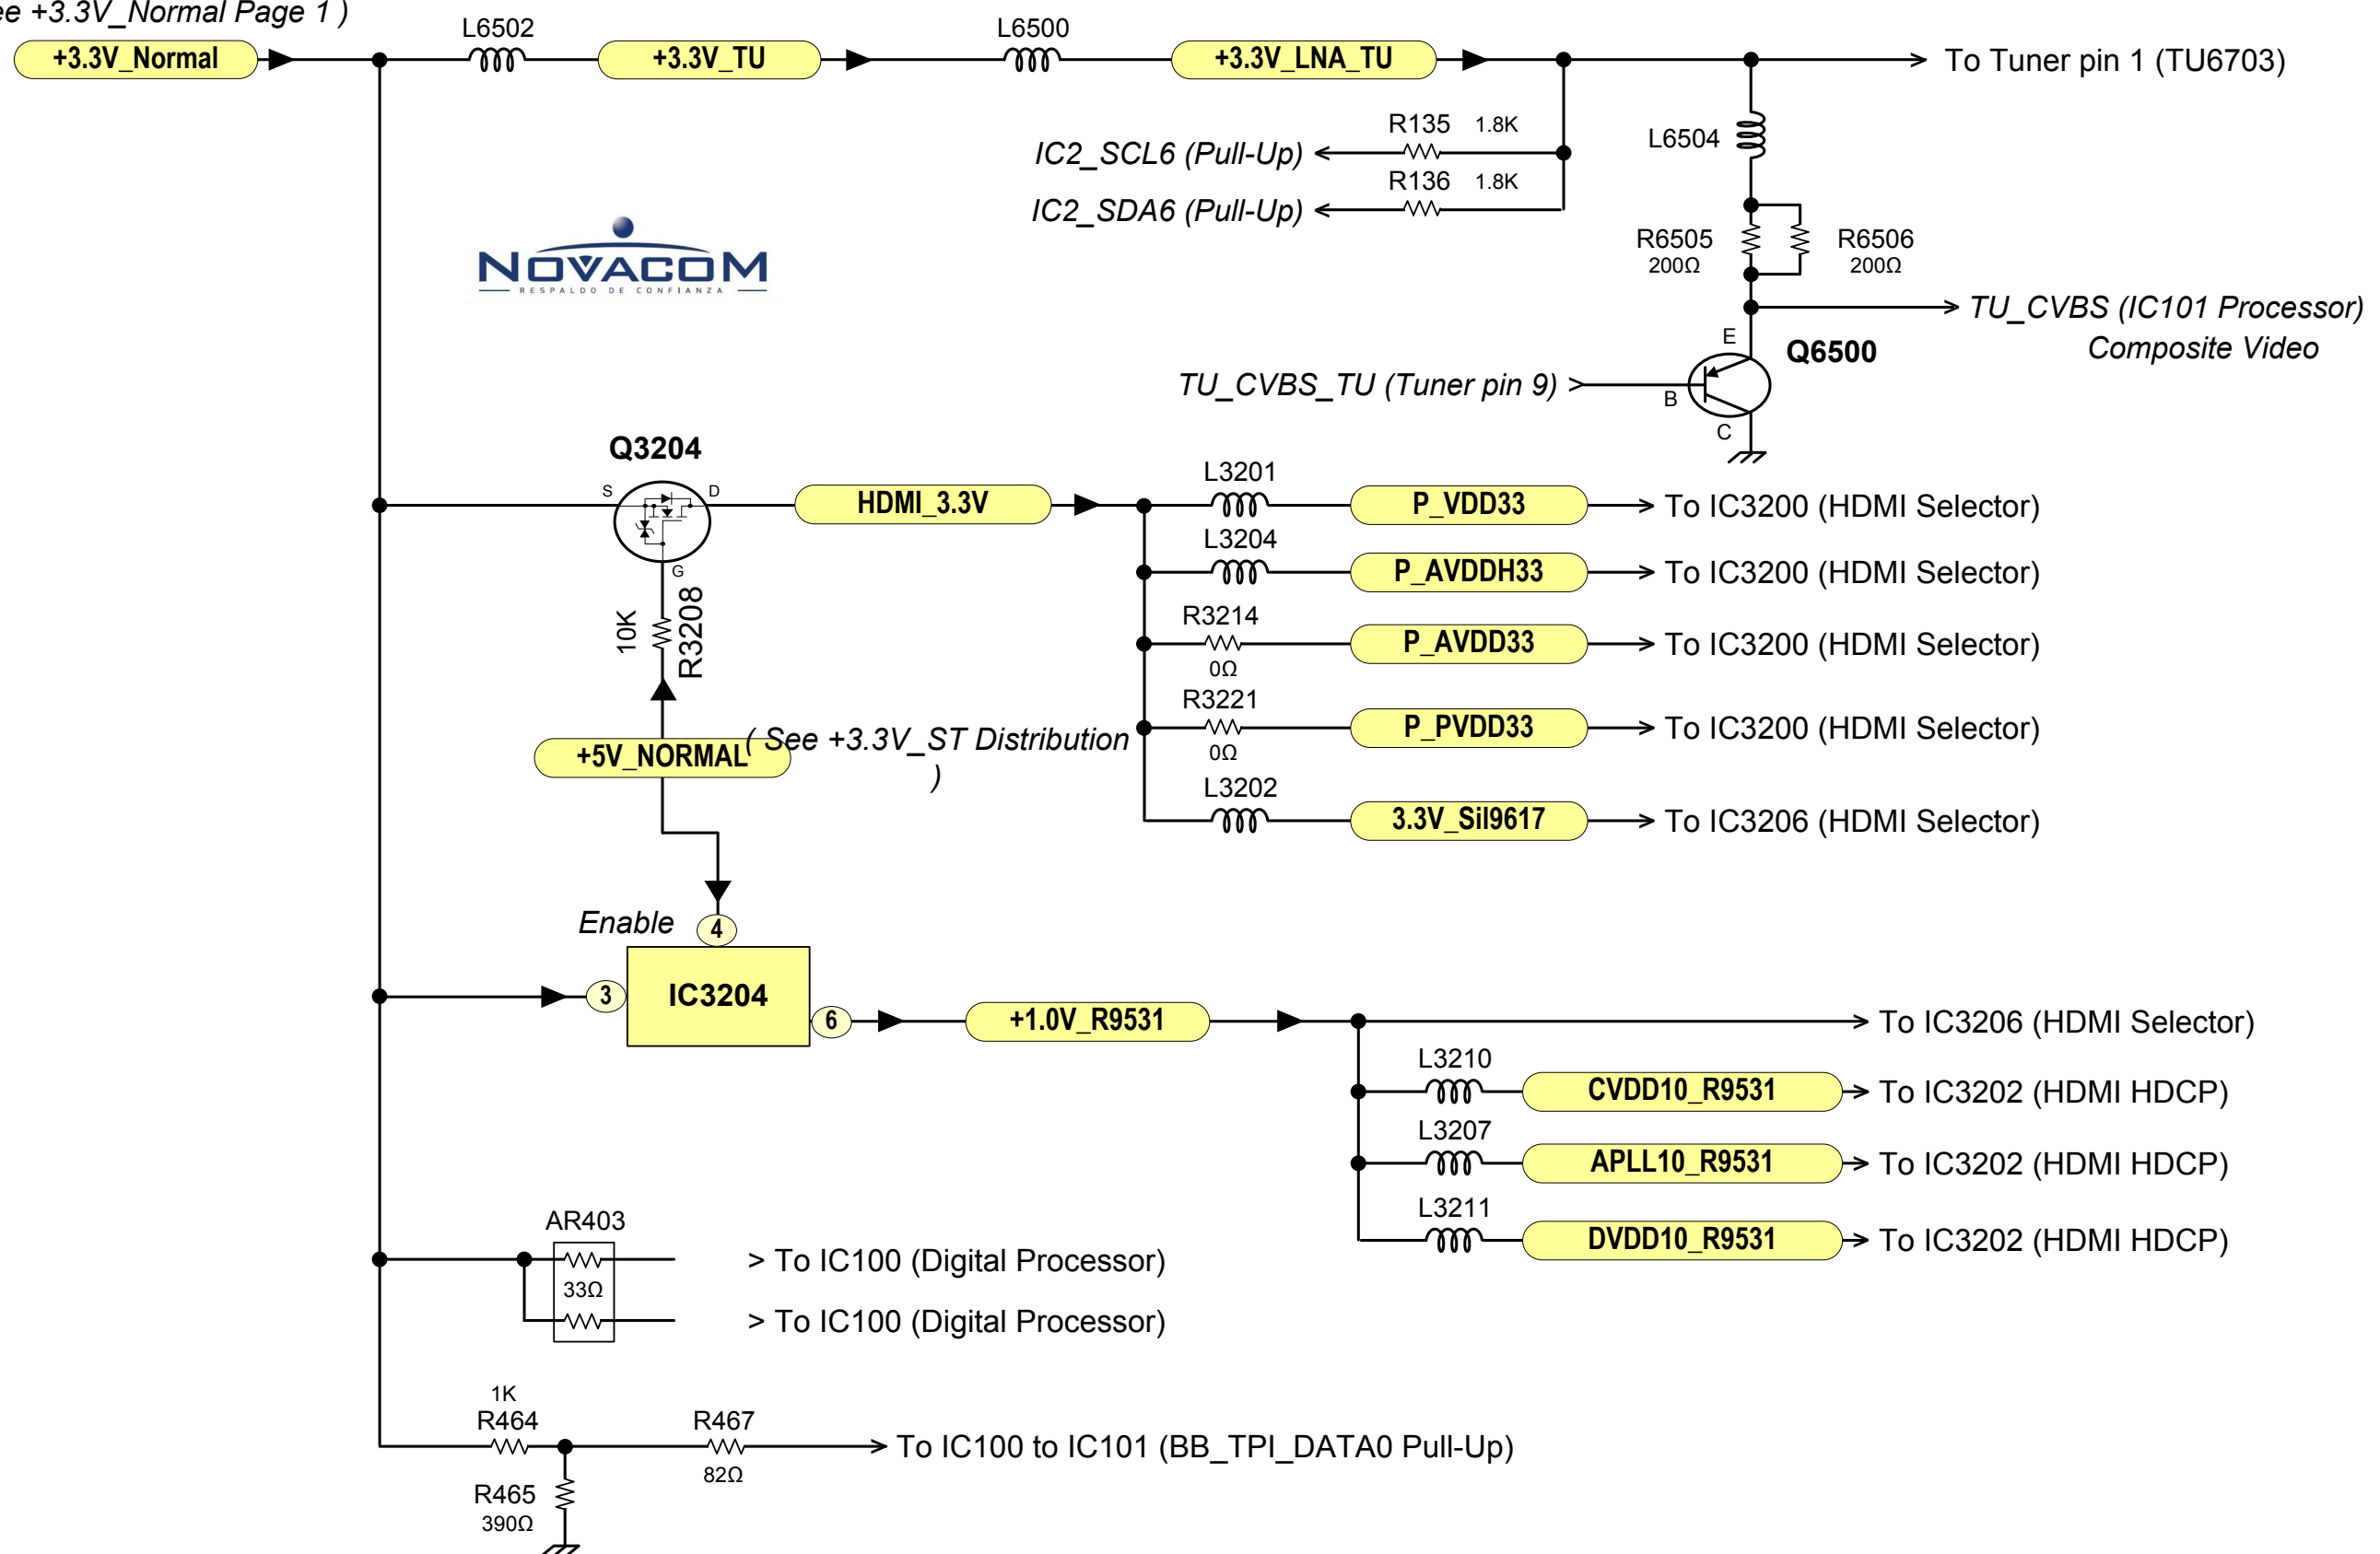 ee +3.3V_Normal Page 1 )
L6502
L6500
+3.3V_Normal
+3.3V_TU
+3.3V_LNA_TU
To Tuner pin 1 (TU6703)
R135 1.8K
IC2_SCL6 (Pull-Up)
L6504
R136 1.8K
IC2_SDA6 (Pull-Up)
NOVACOM
RESPALDO DE CONFIANZA
R6505
200Ω
R6506
200Ω
TU_CVBS (IC101 Processor)
Composite Video
E
Q6500
TU_CVBS_TU (Tuner pin 9) >
B
C
Q3204
S
D
G
HDMI_3.3V
L3201
P_VDD33
To IC3200 (HDMI Selector)
L3204
P_AVDDH33
To IC3200 (HDMI Selector)
10K
R3208
R3214
0Ω
P_AVDD33
To IC3200 (HDMI Selector)
R3221
0Ω
P_PVDD33
To IC3200 (HDMI Selector)
+5V_NORMAL
( See +3.3V_ST Distribution
)
L3202
3.3V_SiI9617
To IC3206 (HDMI Selector)
Enable
4
3
IC3204
6
+1.0V_R9531
To IC3206 (HDMI Selector)
L3210
CVDD10_R9531
To IC3202 (HDMI HDCP)
L3207
APLL10_R9531
To IC3202 (HDMI HDCP)
L3211
DVDD10_R9531
To IC3202 (HDMI HDCP)
AR403
33Ω
> To IC100 (Digital Processor)
> To IC100 (Digital Processor)
1K
R464
R467
82Ω
To IC100 to IC101 (BB_TPI_DATA0 Pull-Up)
R465
390Ω